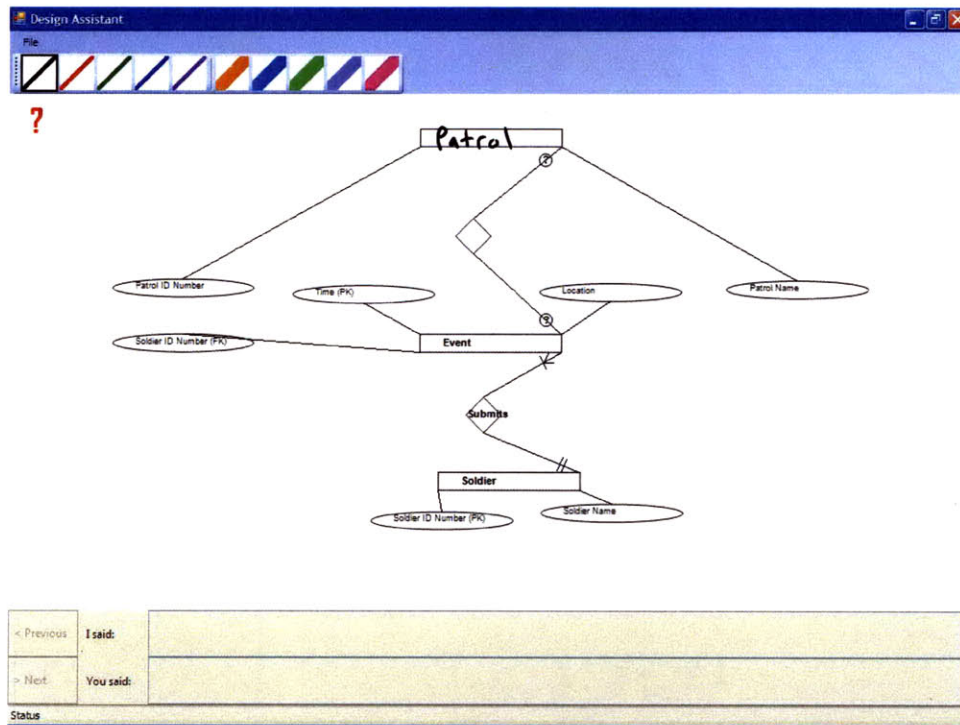 Design Assistant
File
?
Patrol
?
Patrol ID Number
Time (PK)
Location
Patrol Name
?
Soldier ID Number (PK)
Event
Submits
Soldier
Soldier ID Number (PK)
Soldier Name
< Previous
I said:
> Next
You said:
Status